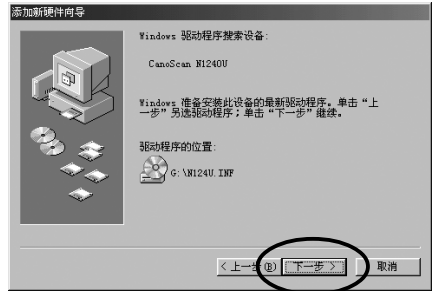 添加新硬件向导
Windows 驱动程序搜索设备:
CanoScan N1240U
Windows 准备安装此设备的最新驱动程序。单击“上
一步”另选驱动程序；单击“下一步”继续。
驱动程序的位置:
G:\N124U.INF
< 上一步(B) 下一步 > 取消